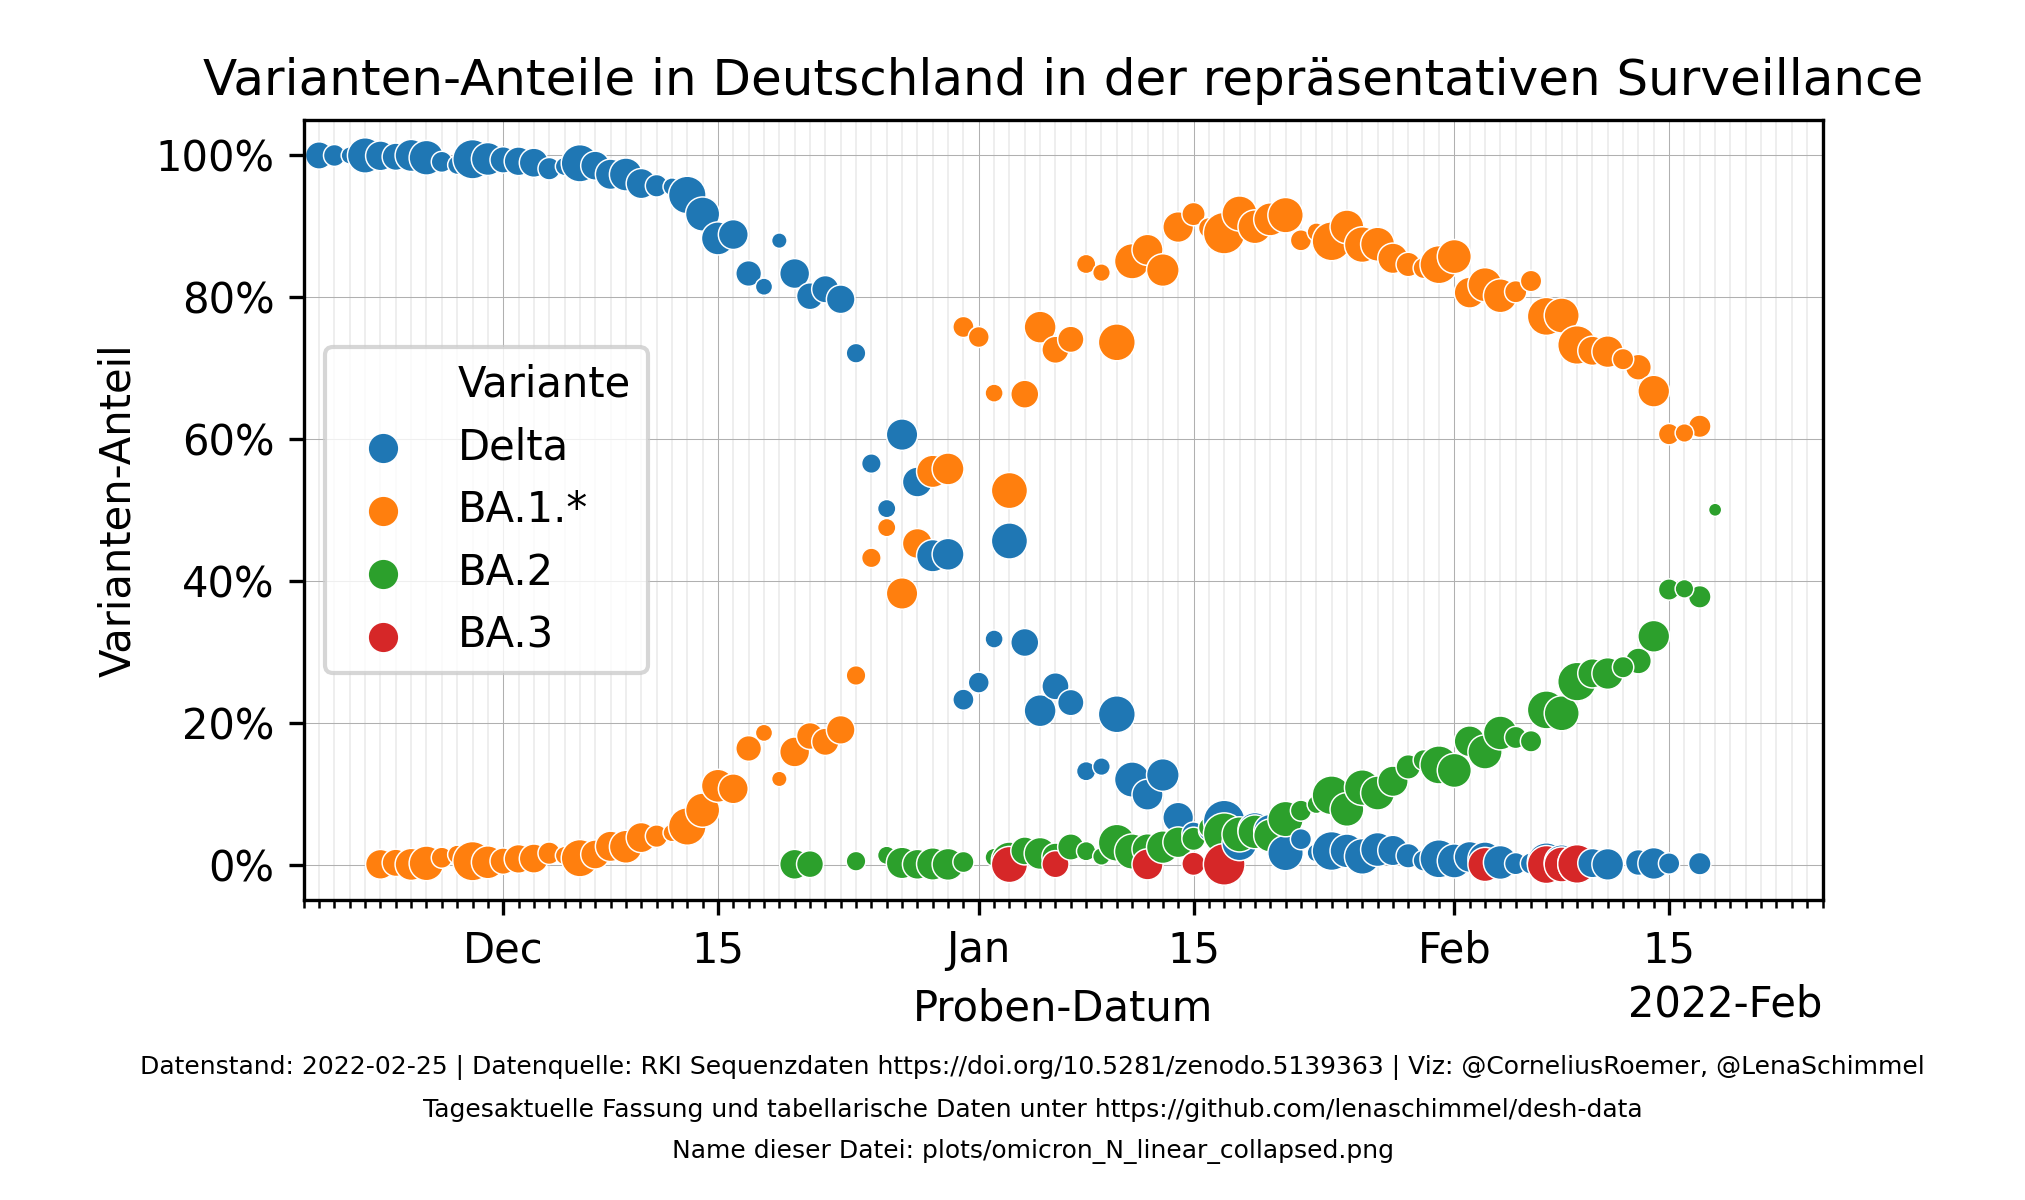 Varianten-Anteile in Deutschland in der repräsentativen Surveillance
Varianten-Anteil
100%
80%
60%
40%
20%
0%
Variante
Delta
BA.1.*
BA.2
BA.3
Dec 15 Jan 15 Feb 15
Proben-Datum
2022-Feb
Datenstand: 2022-02-25 | Datenquelle: RKI Sequenzdaten https://doi.org/10.5281/zenodo.5139363 | Viz: @CorneliusRoemer, @LenaSchimmel
Tagesaktuelle Fassung und tabellarische Daten unter https://github.com/lenaschimmel/desh-data
Name dieser Datei: plots/omicron_N_linear_collapsed.png